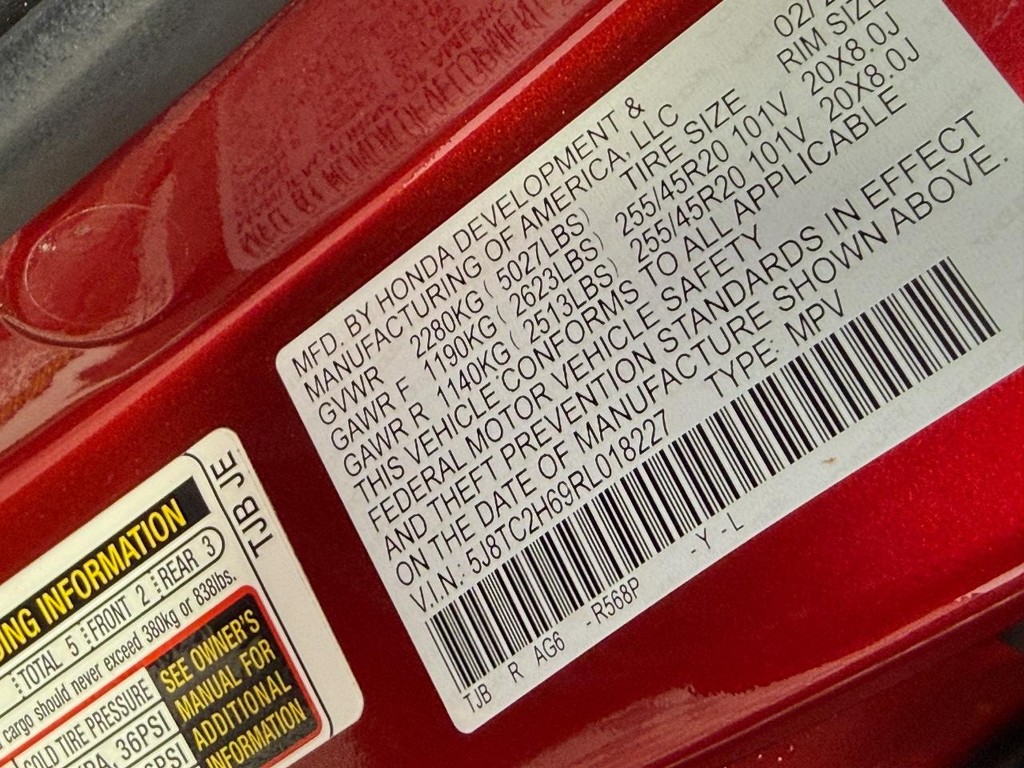 MFD. BY HONDA DEVELOPMENT &
MANUFACTURING OF AMERICA, LLC 02/
GVWR 2280KG ( 5027LBS) TIRE SIZE RIM SIZE
GAWR F 1190KG ( 2623LBS) 255/45R20 101V 20X8.0J
GAWR R 1140KG ( 2513LBS) 255/45R20 101V 20X8.0J
THIS VEHICLE CONFORMS TO ALL APPLICABLE
FEDERAL MOTOR VEHICLE SAFETY
AND THEFT PREVENTION STANDARDS IN EFFECT
ON THE DATE OF MANUFACTURE SHOWN ABOVE.
V.I.N.: 5J8TC2H69RL018227 TYPE: MPV
TJB R AG6 - R568P -Y - L
TJB JE
ING INFORMATION
TOTAL 5 FRONT 2 REAR 3
cargo should never exceed 380kg or 838lbs.
COLD TIRE PRESSURE
, 36PSI
SEE OWNER'S
MANUAL FOR
ADDITIONAL
INFORMATION